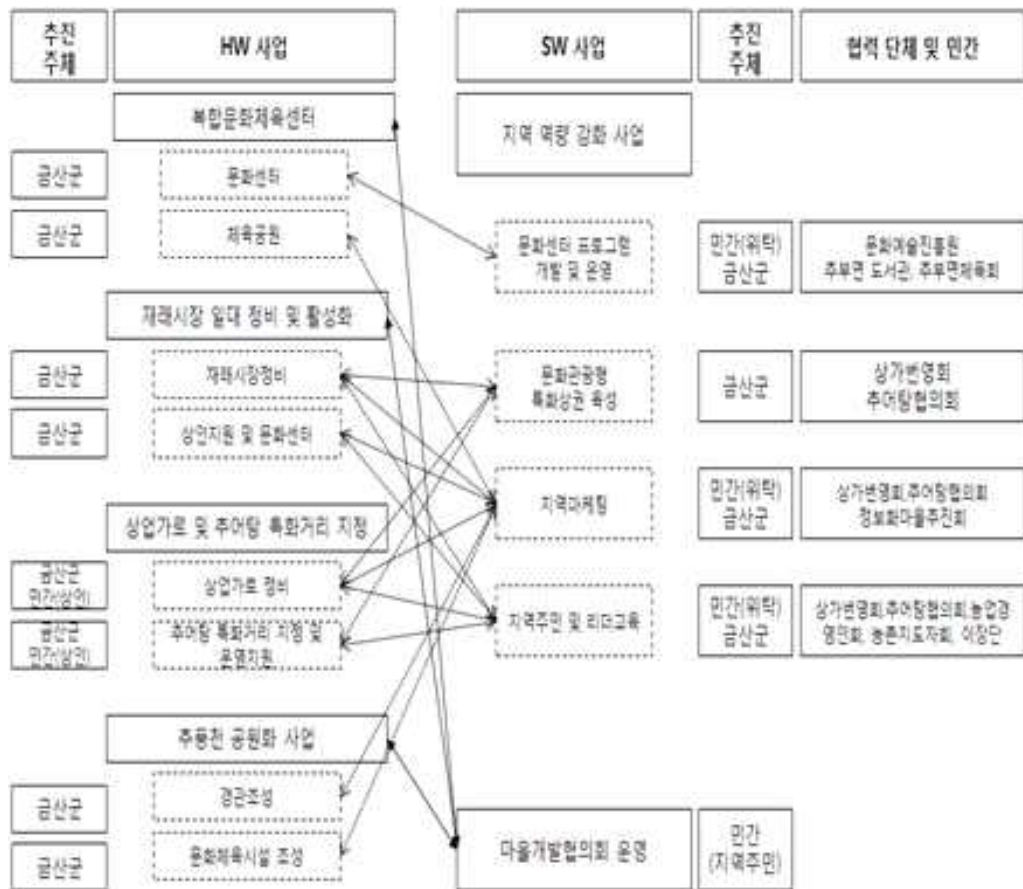 추진
주체
HW 사업
SW 사업
추진
주체
협력 단체 및 민간
복합문화체육센터
지역 역량 강화 사업
금산군
문화센터
금산군
체육공원
문화센터 프로그램
개발 및 운영
민간(위탁)
금산군
문화예술진흥원
추부면 도서관, 추부면체육회
재래시장 일대 정비 및 활성화
금산군
재래시장정비
문화관광형
특화상권 육성
금산군
상가번영회
추어탕협의회
금산군
상인지원 및 문화센터
지역마케팅
민간(위탁)
금산군
상가번영회,추어탕협의회
정보화마을추진회
상업가로 및 추어탕 특화거리 지정
금산군
민간(상인)
상업가로 정비
지역주민 및 리더교육
민간(위탁)
금산군
상가번영회,추어탕협의회,농업경
영인회, 농촌지도자회, 이장단
금산군
민간(상인)
추어탕 특화거리 지정 및
운영지원
추풍천 공원화 사업
금산군
경관조성
금산군
문화체육시설 조성
마을개발협의회 운영
민간
(지역주민)